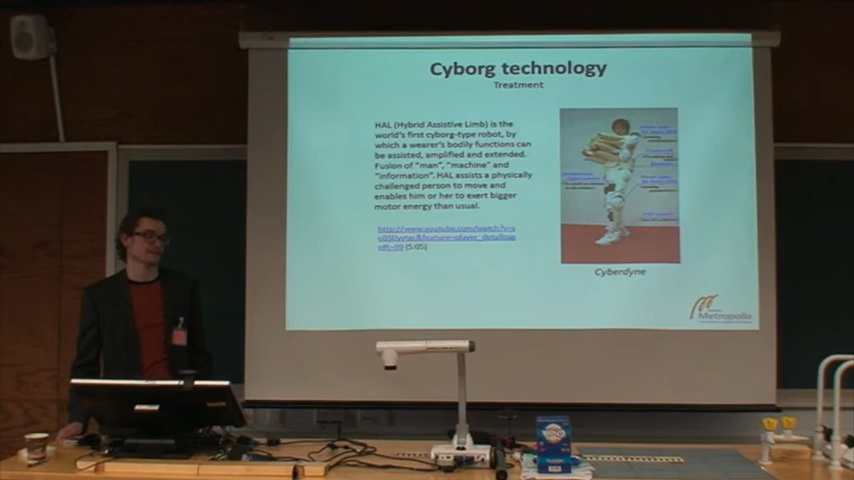 Cyborg technology
Treatment
HAL (Hybrid Assistive Limb) is the
world's first cyborg-type robot, by
which a wearer's bodily functions can
be assisted, amplified and extended.
Fusion of "man", "machine" and
"information". HAL assists a physically
challenged person to move and
enables him or her to exert bigger
motor energy than usual.
(5:05)
Cyberdyne
Metropolia